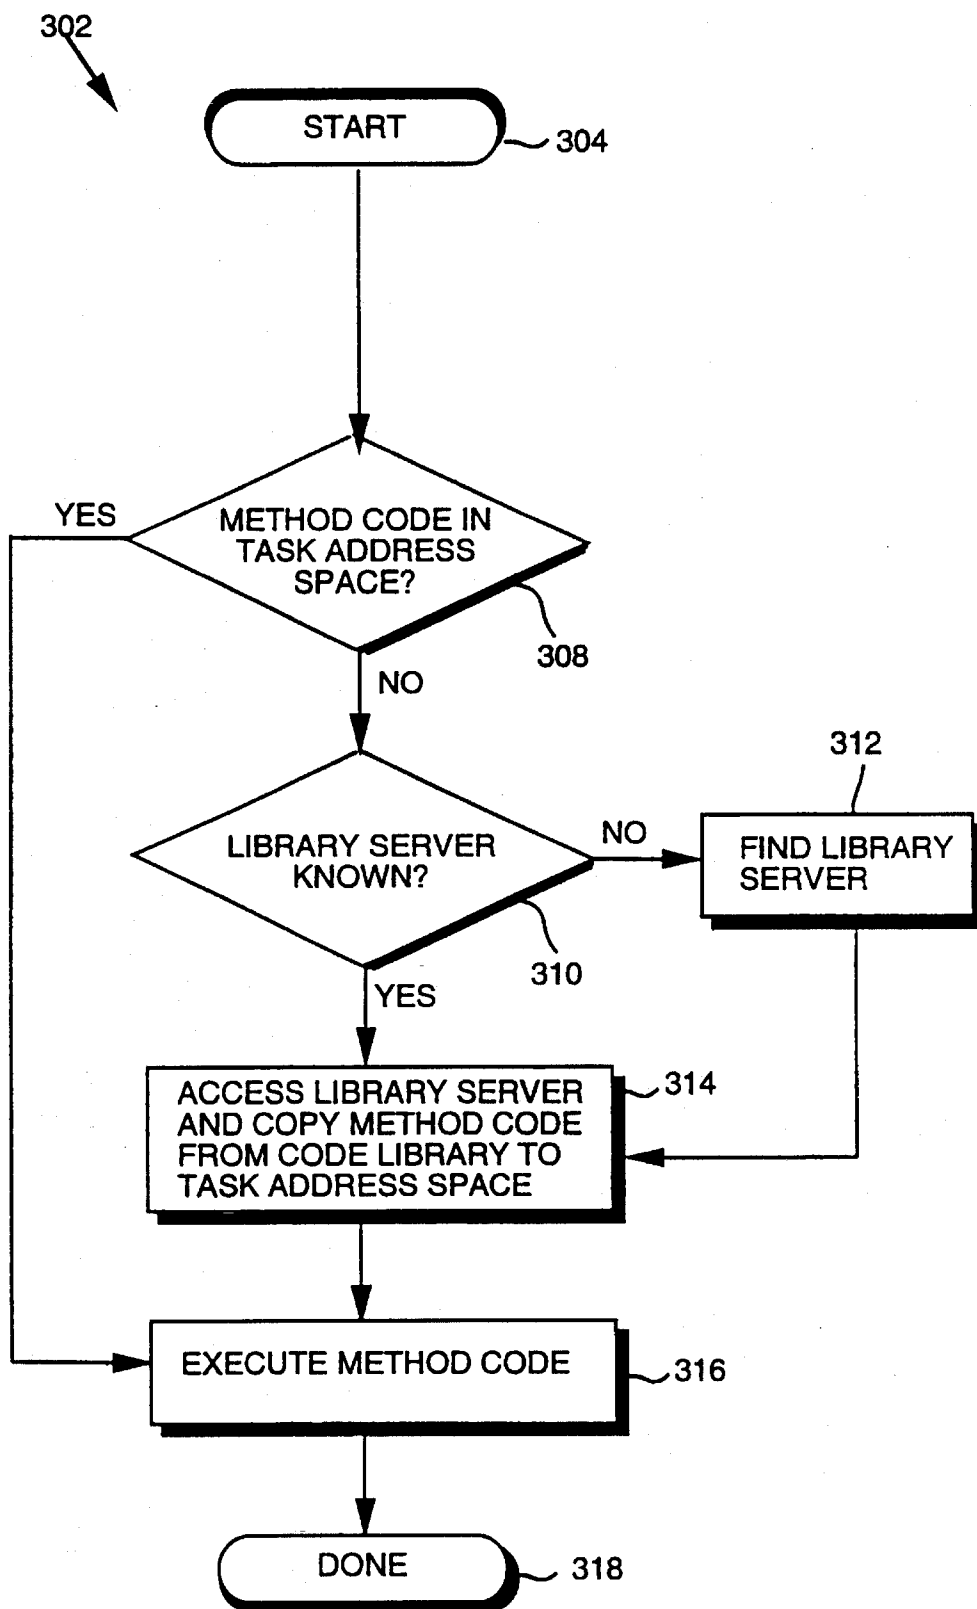 302
START
304
YES
METHOD CODE IN
TASK ADDRESS
SPACE?
308
NO
312
LIBRARY SERVER
KNOWN?
NO
FIND LIBRARY
SERVER
310
YES
ACCESS LIBRARY SERVER
AND COPY METHOD CODE
FROM CODE LIBRARY TO
TASK ADDRESS SPACE
314
EXECUTE METHOD CODE
316
DONE
318